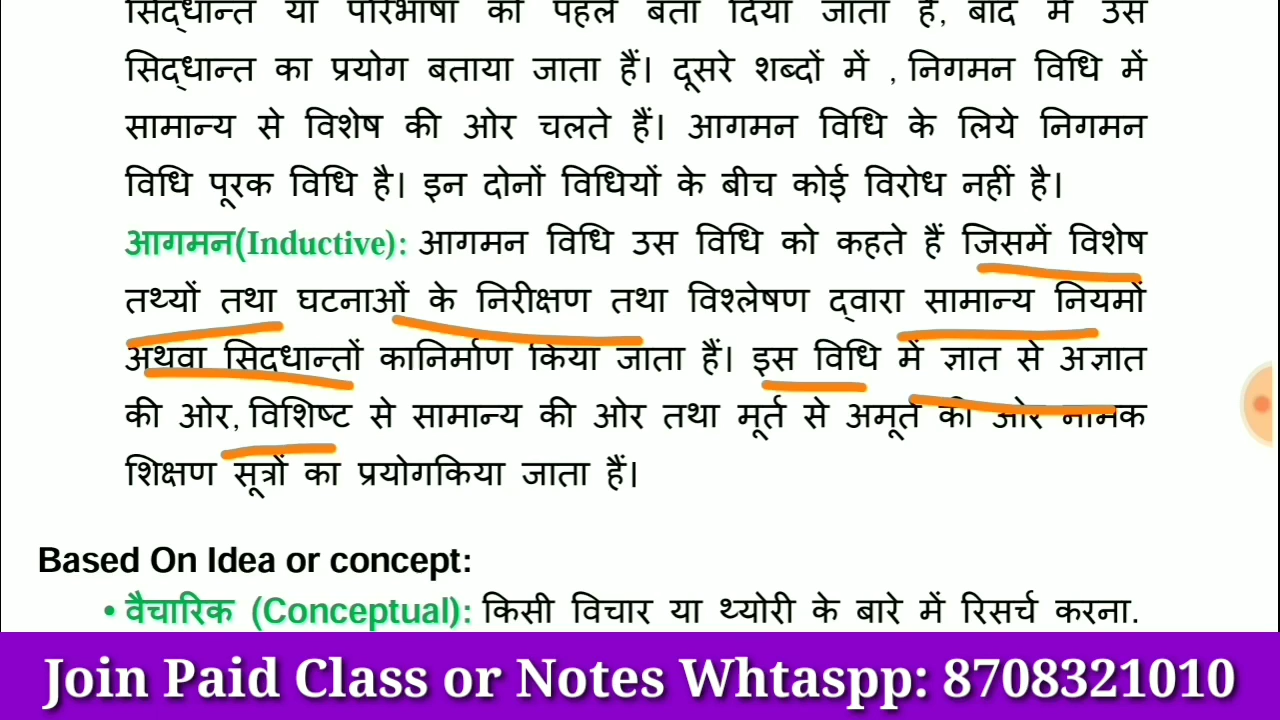 सिद्धान्त या परिभाषा को पहले बता दिया जाता है, बाद में उस
सिद्धान्त का प्रयोग बताया जाता हैं। दूसरे शब्दों में , निगमन विधि में
सामान्य से विशेष की ओर चलते हैं। आगमन विधि के लिये निगमन
विधि पूरक विधि है। इन दोनों विधियों के बीच कोई विरोध नहीं है।
आगमन(Inductive): आगमन विधि उस विधि को कहते हैं जिसमें विशेष
तथ्यों तथा घटनाओं के निरीक्षण तथा विश्लेषण द्वारा सामान्य नियमों
अथवा सिद्धान्तों कानिर्माण किया जाता हैं। इस विधि में ज्ञात से अज्ञात
की ओर, विशिष्ट से सामान्य की ओर तथा मूर्त से अमूर्त की ओर नामक
शिक्षण सूत्रों का प्रयोगकिया जाता हैं।
Based On Idea or concept:
• वैचारिक (Conceptual): किसी विचार या थ्योरी के बारे में रिसर्च करना.
Join Paid Class or Notes Whtaspp: 8708321010